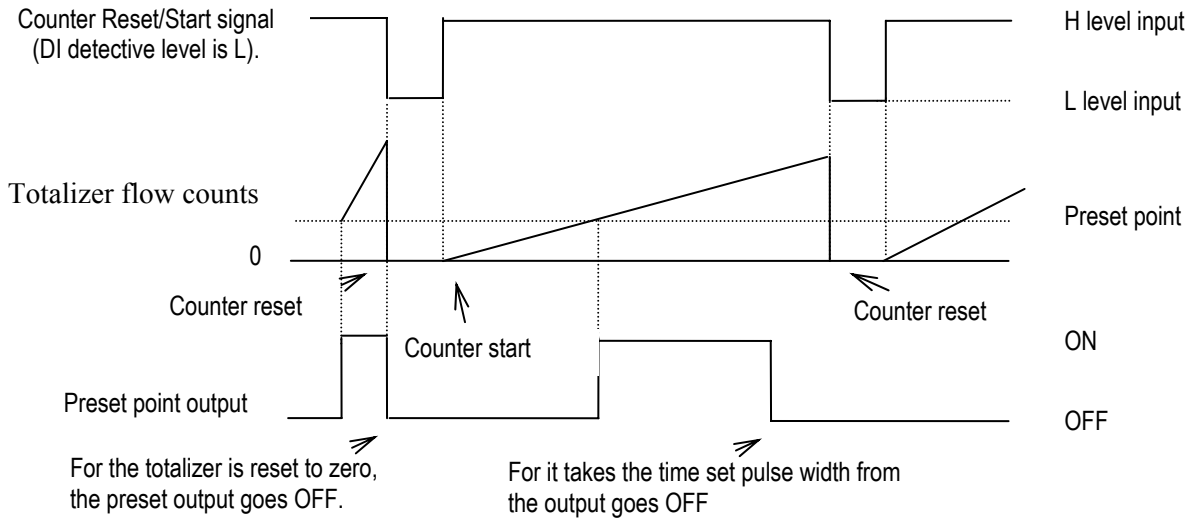 Counter Reset/Start signal
(DI detective level is L).
H level input
L level input
Totalizer flow counts
Preset point
0
Counter reset
Counter start
Counter reset
ON
Preset point output
OFF
For the totalizer is reset to zero,
the preset output goes OFF.
For it takes the time set pulse width from
the output goes OFF